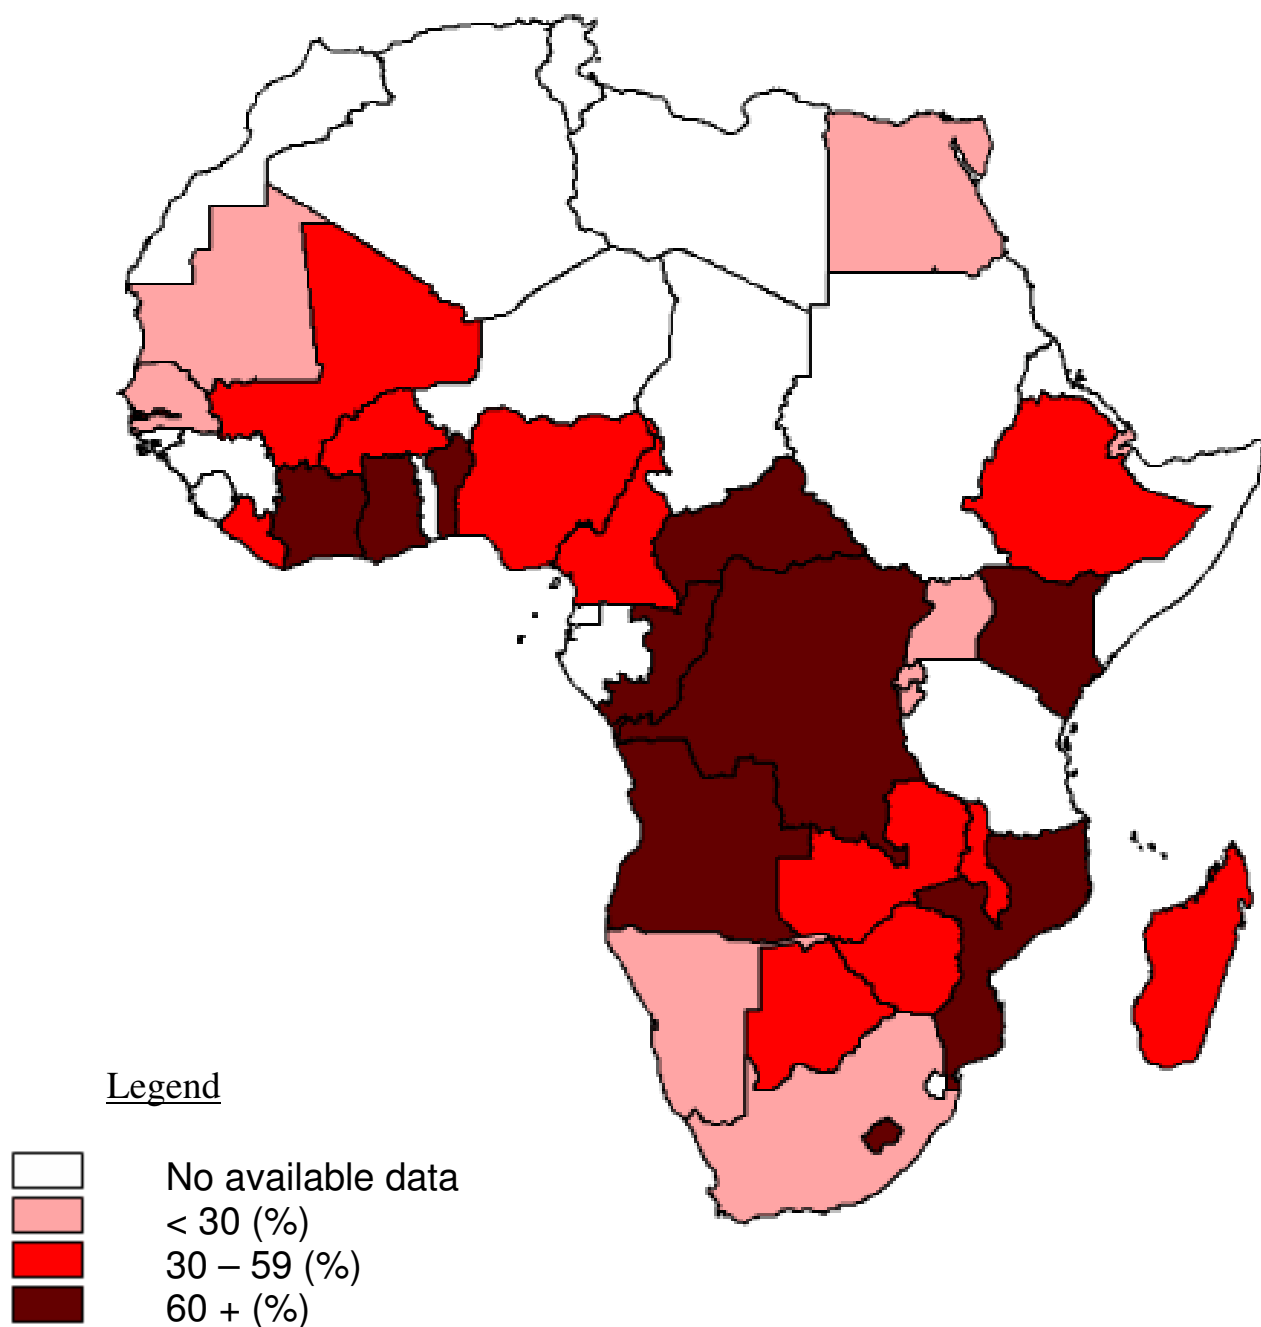 Legend
No available data
< 30 (%)
30 – 59 (%)
60 + (%)